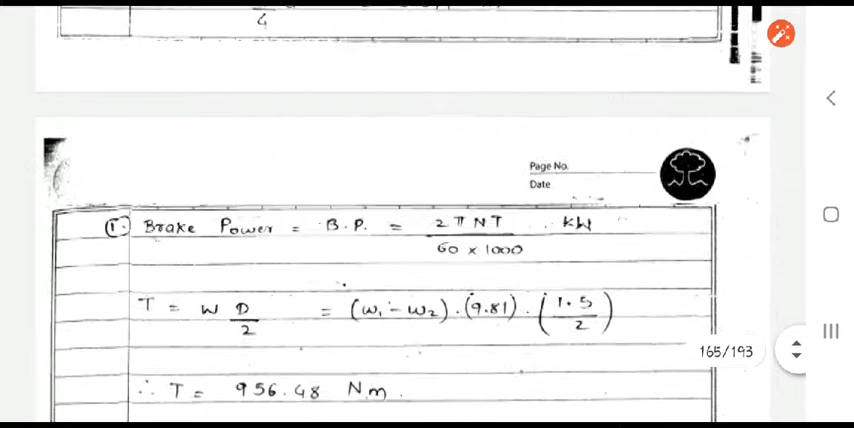 4
Page No.
Date
1. Brake Power = B.P. = 2πNT / 60 × 1000 kW
T = W D/2 = (W₁ - W₂) . (9.81) . (1.5/2)
165/193
∴ T = 956.48 N.m.